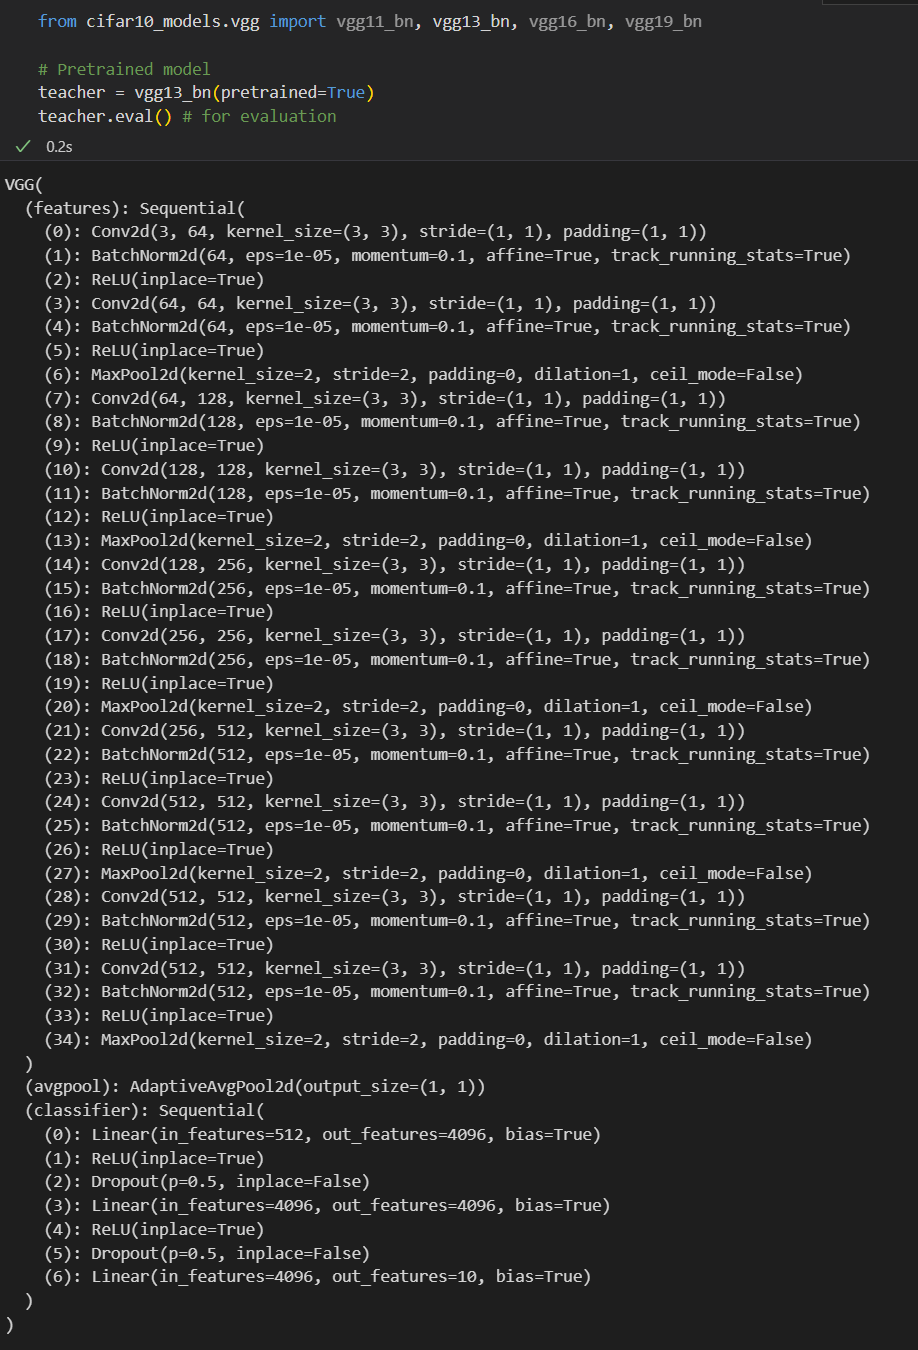 from cifar10_models.vgg import vgg11_bn, vgg13_bn, vgg16_bn, vgg19_bn
# Pretrained model
teacher = vgg13_bn(pretrained=True)
teacher.eval() # for evaluation
0.2s
VGG(
  (features): Sequential(
    (0): Conv2d(3, 64, kernel_size=(3, 3), stride=(1, 1), padding=(1, 1))
    (1): BatchNorm2d(64, eps=1e-05, momentum=0.1, affine=True, track_running_stats=True)
    (2): ReLU(inplace=True)
    (3): Conv2d(64, 64, kernel_size=(3, 3), stride=(1, 1), padding=(1, 1))
    (4): BatchNorm2d(64, eps=1e-05, momentum=0.1, affine=True, track_running_stats=True)
    (5): ReLU(inplace=True)
    (6): MaxPool2d(kernel_size=2, stride=2, padding=0, dilation=1, ceil_mode=False)
    (7): Conv2d(64, 128, kernel_size=(3, 3), stride=(1, 1), padding=(1, 1))
    (8): BatchNorm2d(128, eps=1e-05, momentum=0.1, affine=True, track_running_stats=True)
    (9): ReLU(inplace=True)
    (10): Conv2d(128, 128, kernel_size=(3, 3), stride=(1, 1), padding=(1, 1))
    (11): BatchNorm2d(128, eps=1e-05, momentum=0.1, affine=True, track_running_stats=True)
    (12): ReLU(inplace=True)
    (13): MaxPool2d(kernel_size=2, stride=2, padding=0, dilation=1, ceil_mode=False)
    (14): Conv2d(128, 256, kernel_size=(3, 3), stride=(1, 1), padding=(1, 1))
    (15): BatchNorm2d(256, eps=1e-05, momentum=0.1, affine=True, track_running_stats=True)
    (16): ReLU(inplace=True)
    (17): Conv2d(256, 256, kernel_size=(3, 3), stride=(1, 1), padding=(1, 1))
    (18): BatchNorm2d(256, eps=1e-05, momentum=0.1, affine=True, track_running_stats=True)
    (19): ReLU(inplace=True)
    (20): MaxPool2d(kernel_size=2, stride=2, padding=0, dilation=1, ceil_mode=False)
    (21): Conv2d(256, 512, kernel_size=(3, 3), stride=(1, 1), padding=(1, 1))
    (22): BatchNorm2d(512, eps=1e-05, momentum=0.1, affine=True, track_running_stats=True)
    (23): ReLU(inplace=True)
    (24): Conv2d(512, 512, kernel_size=(3, 3), stride=(1, 1), padding=(1, 1))
    (25): BatchNorm2d(512, eps=1e-05, momentum=0.1, affine=True, track_running_stats=True)
    (26): ReLU(inplace=True)
    (27): MaxPool2d(kernel_size=2, stride=2, padding=0, dilation=1, ceil_mode=False)
    (28): Conv2d(512, 512, kernel_size=(3, 3), stride=(1, 1), padding=(1, 1))
    (29): BatchNorm2d(512, eps=1e-05, momentum=0.1, affine=True, track_running_stats=True)
    (30): ReLU(inplace=True)
    (31): Conv2d(512, 512, kernel_size=(3, 3), stride=(1, 1), padding=(1, 1))
    (32): BatchNorm2d(512, eps=1e-05, momentum=0.1, affine=True, track_running_stats=True)
    (33): ReLU(inplace=True)
    (34): MaxPool2d(kernel_size=2, stride=2, padding=0, dilation=1, ceil_mode=False)
  )
  (avgpool): AdaptiveAvgPool2d(output_size=(1, 1))
  (classifier): Sequential(
    (0): Linear(in_features=512, out_features=4096, bias=True)
    (1): ReLU(inplace=True)
    (2): Dropout(p=0.5, inplace=False)
    (3): Linear(in_features=4096, out_features=4096, bias=True)
    (4): ReLU(inplace=True)
    (5): Dropout(p=0.5, inplace=False)
    (6): Linear(in_features=4096, out_features=10, bias=True)
  )
)